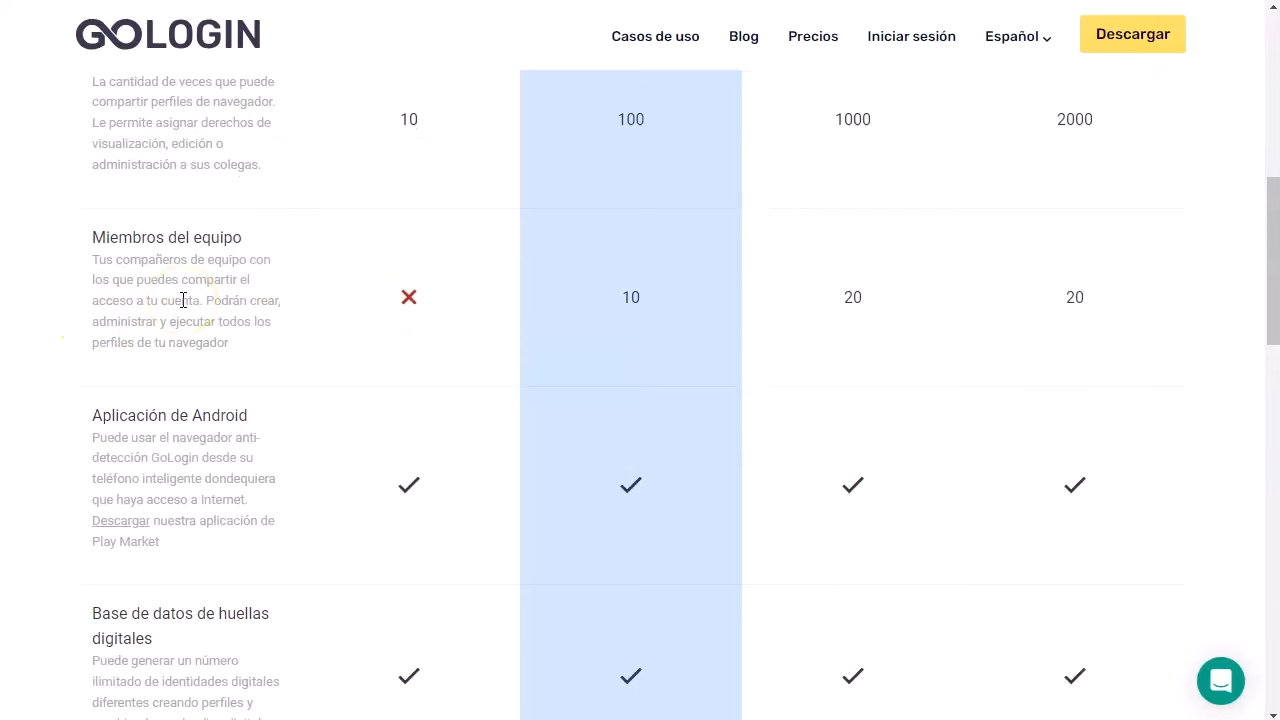 GOLOGIN
Casos de uso
Blog
Precios
Iniciar sesión
Español
Descargar
La cantidad de veces que puede
compartir perfiles de navegador.
Le permite asignar derechos de
visualización, edición o
administración a sus colegas.
10
100
1000
2000
Miembros del equipo
Tus compañeros de equipo con
los que puedes compartir el
acceso a tu cuenta. Podrán crear,
administrar y ejecutar todos los
perfiles de tu navegador
10
20
20
Aplicación de Android
Puede usar el navegador anti-
detección GoLogin desde su
teléfono inteligente dondequiera
que haya acceso a Internet.
Descargar nuestra aplicación de
Play Market
Base de datos de huellas
digitales
Puede generar un número
ilimitado de identidades digitales
diferentes creando perfiles y